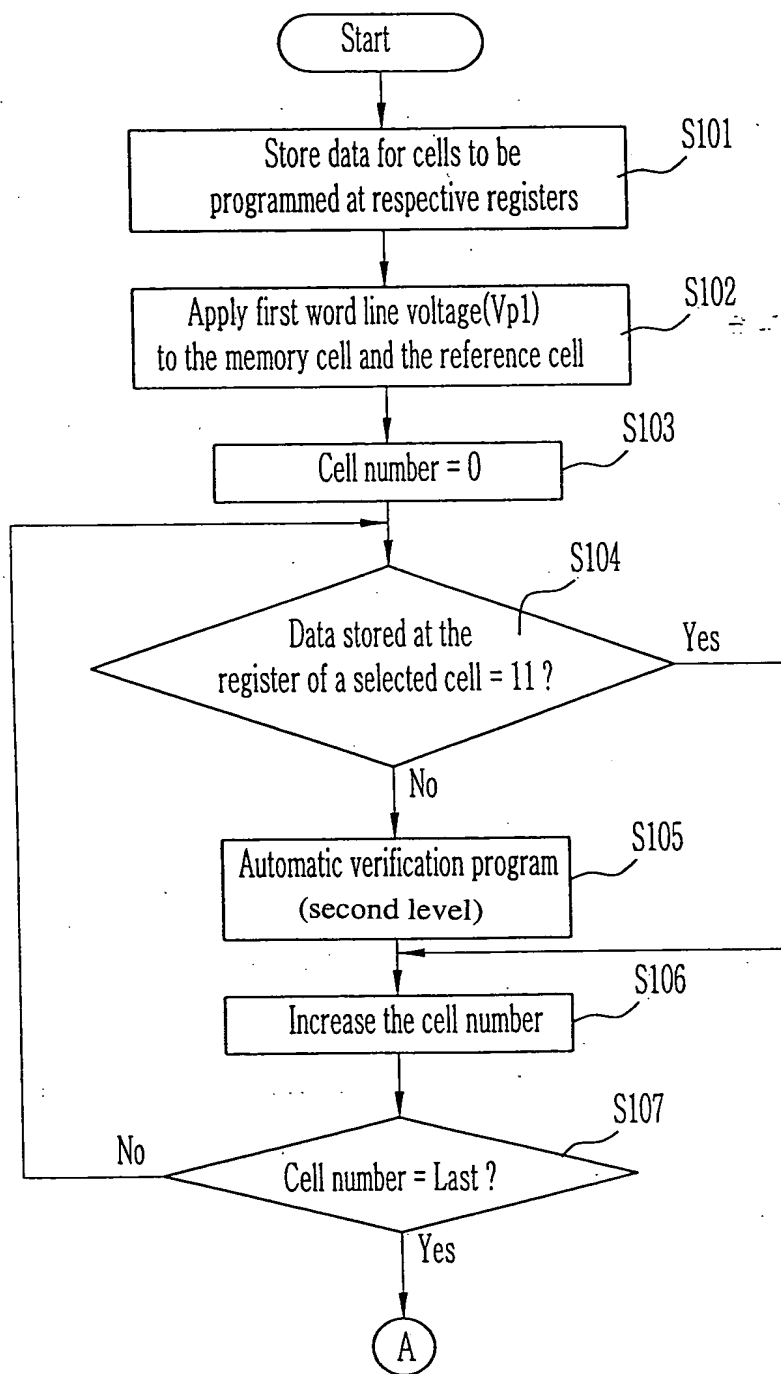 Start
S101
Store data for cells to be
programmed at respective registers
S102
Apply first word line voltage(Vp1)
to the memory cell and the reference cell
S103
Cell number = 0
S104
Data stored at the
register of a selected cell = 11 ?
Yes
No
S105
Automatic verification program
(second level)
S106
Increase the cell number
S107
No
Cell number = Last ?
Yes
A